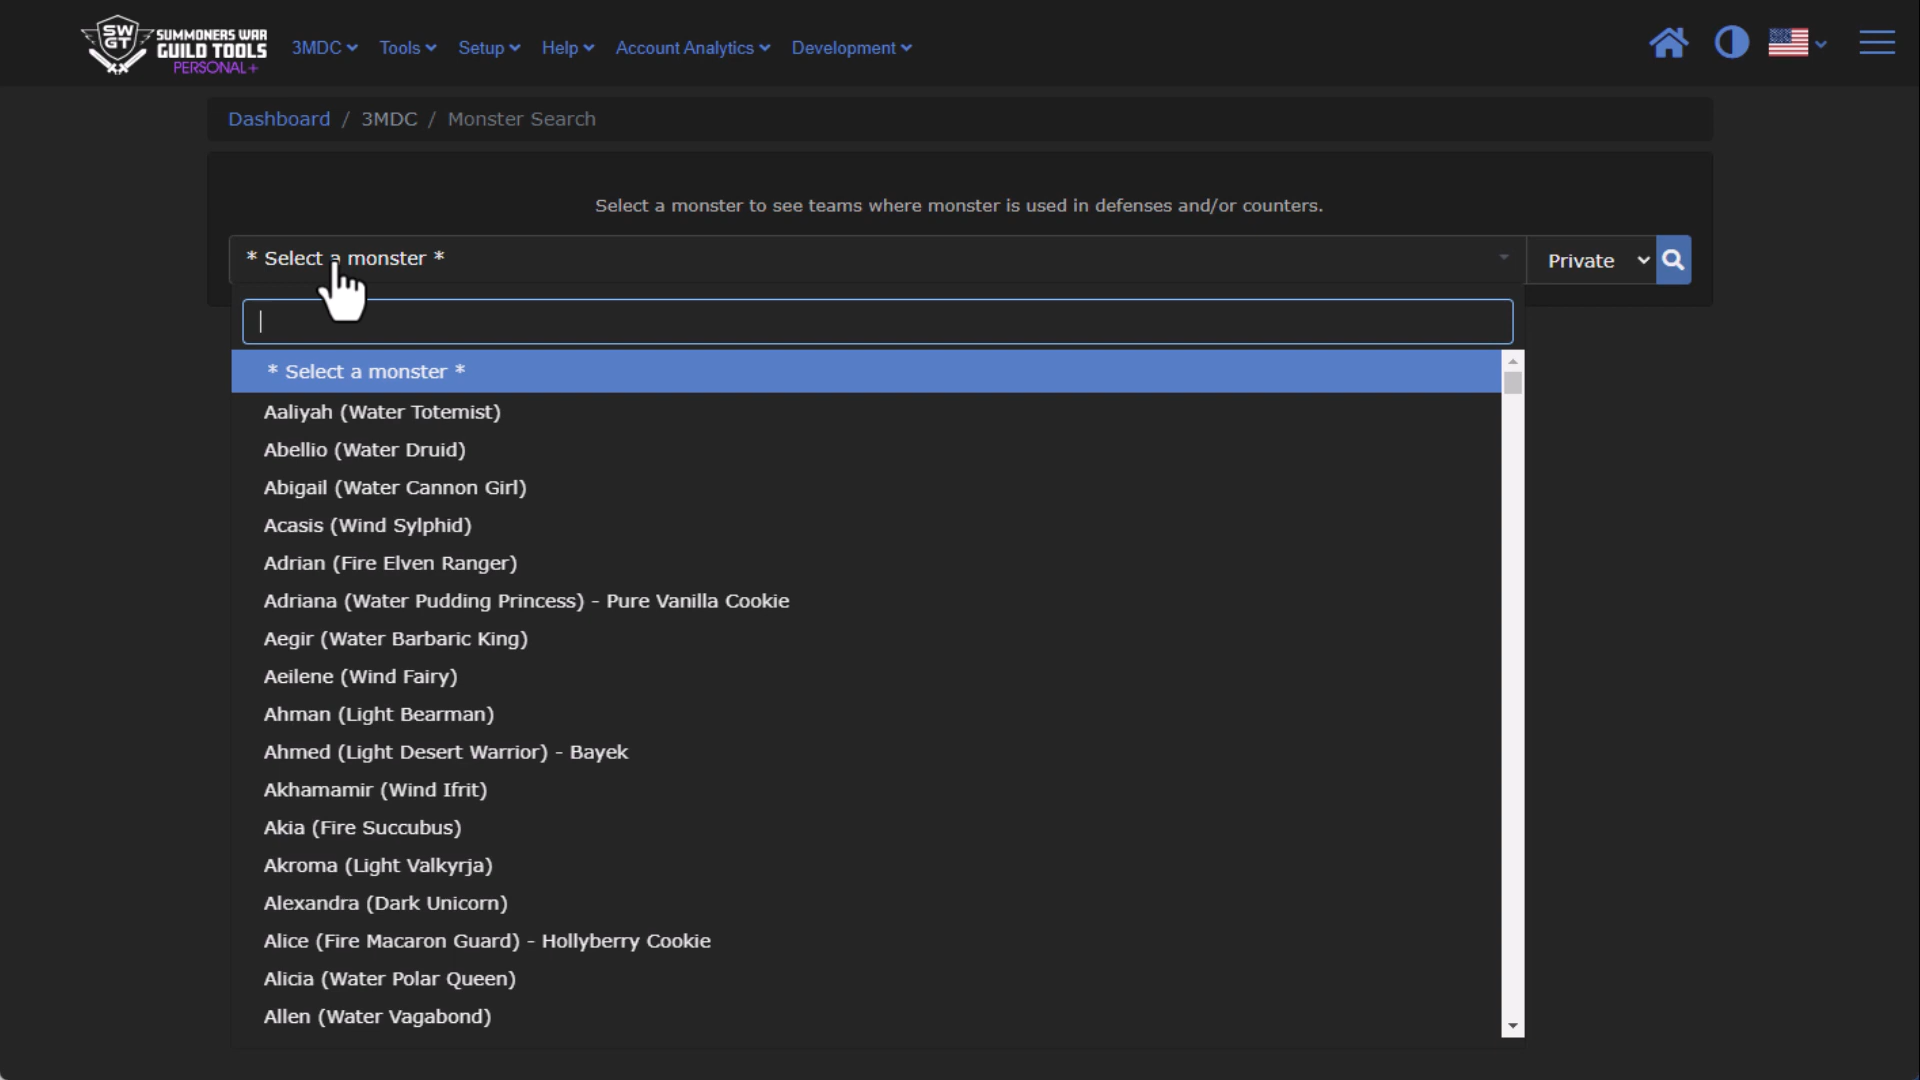 SW
GT
SUMMONERS WAR
GUILD TOOLS
PERSONAL+
3MDC
Tools
Setup
Help
Account Analytics
Development
Dashboard / 3MDC / Monster Search
Select a monster to see teams where monster is used in defenses and/or counters.
* Select a monster *
Private
* Select a monster *
Aaliyah (Water Totemist)
Abellio (Water Druid)
Abigail (Water Cannon Girl)
Acasis (Wind Sylphid)
Adrian (Fire Elven Ranger)
Adriana (Water Pudding Princess) - Pure Vanilla Cookie
Aegir (Water Barbaric King)
Aeilene (Wind Fairy)
Ahman (Light Bearman)
Ahmed (Light Desert Warrior) - Bayek
Akhamamir (Wind Ifrit)
Akia (Fire Succubus)
Akroma (Light Valkyrja)
Alexandra (Dark Unicorn)
Alice (Fire Macaron Guard) - Hollyberry Cookie
Alicia (Water Polar Queen)
Allen (Water Vagabond)